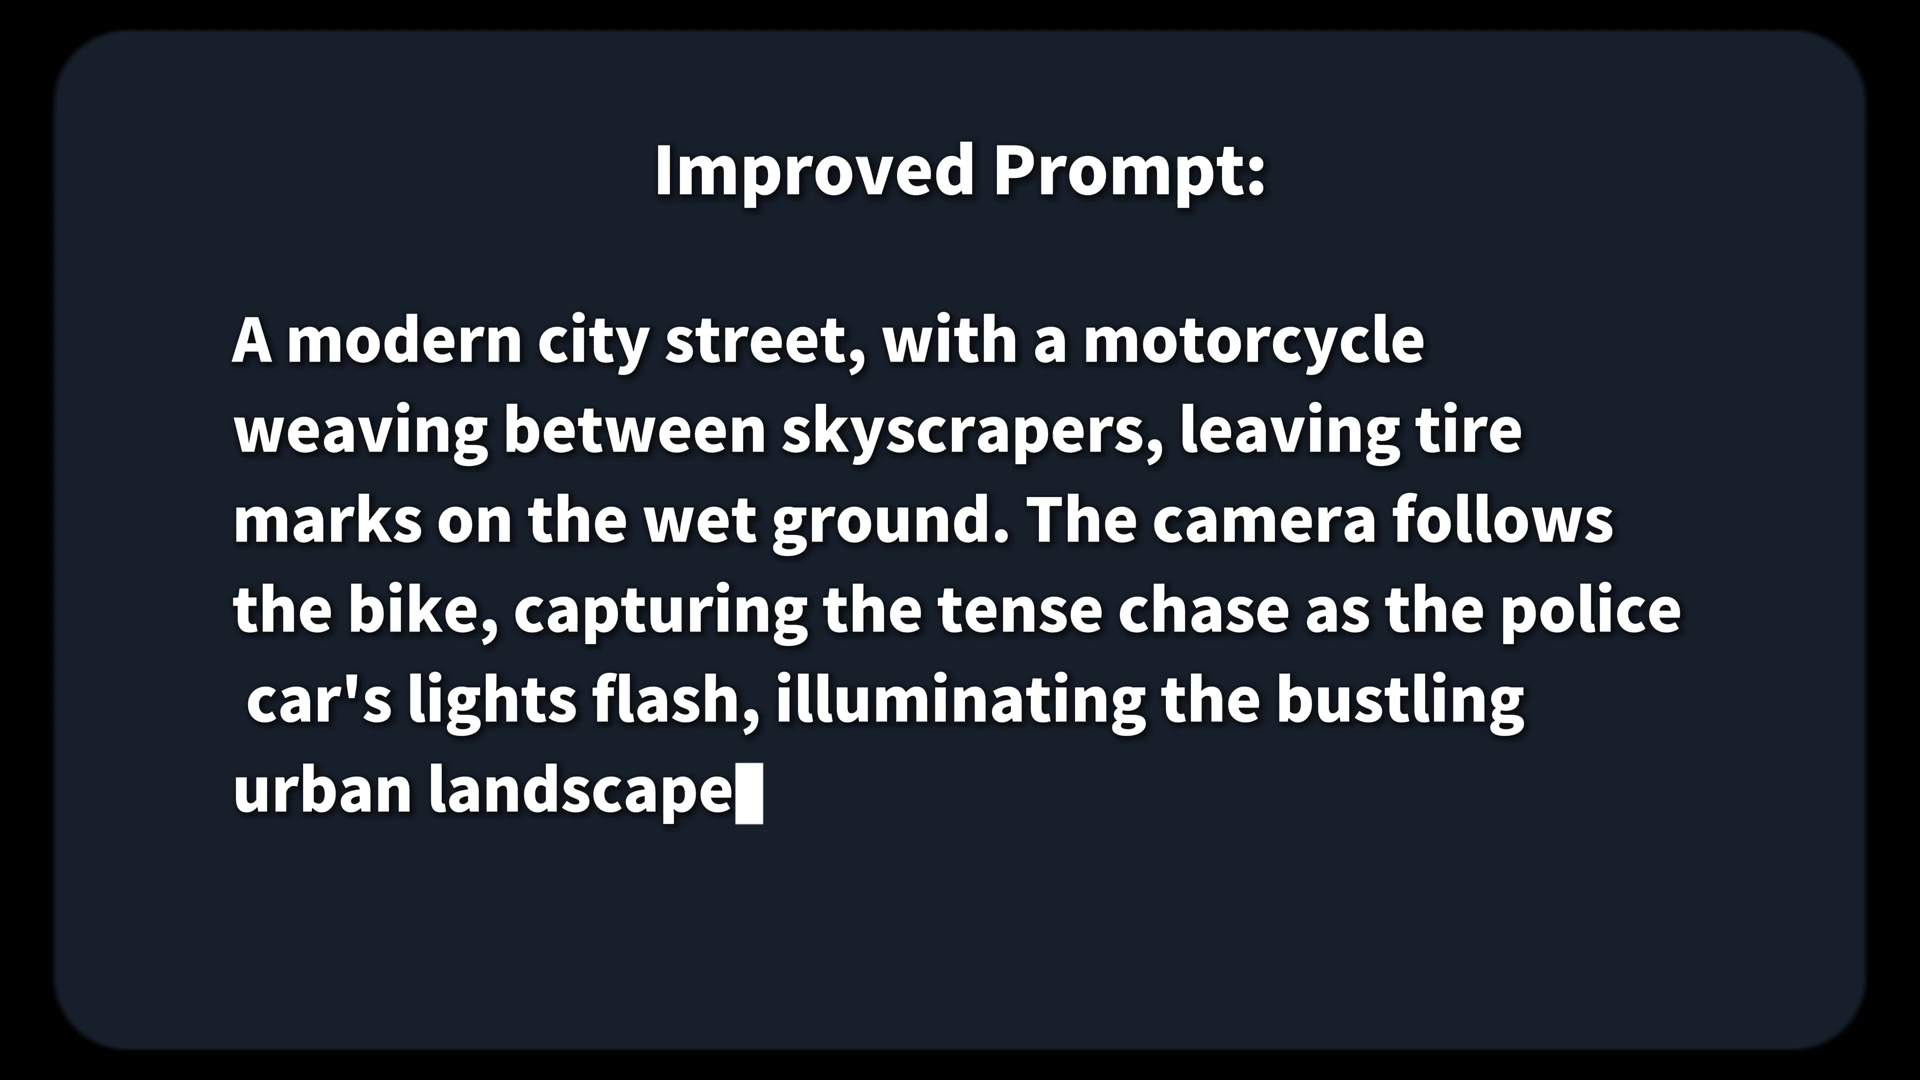 Improved Prompt:
A modern city street, with a motorcycle
weaving between skyscrapers, leaving tire
marks on the wet ground. The camera follows
the bike, capturing the tense chase as the police
car's lights flash, illuminating the bustling
urban landscape